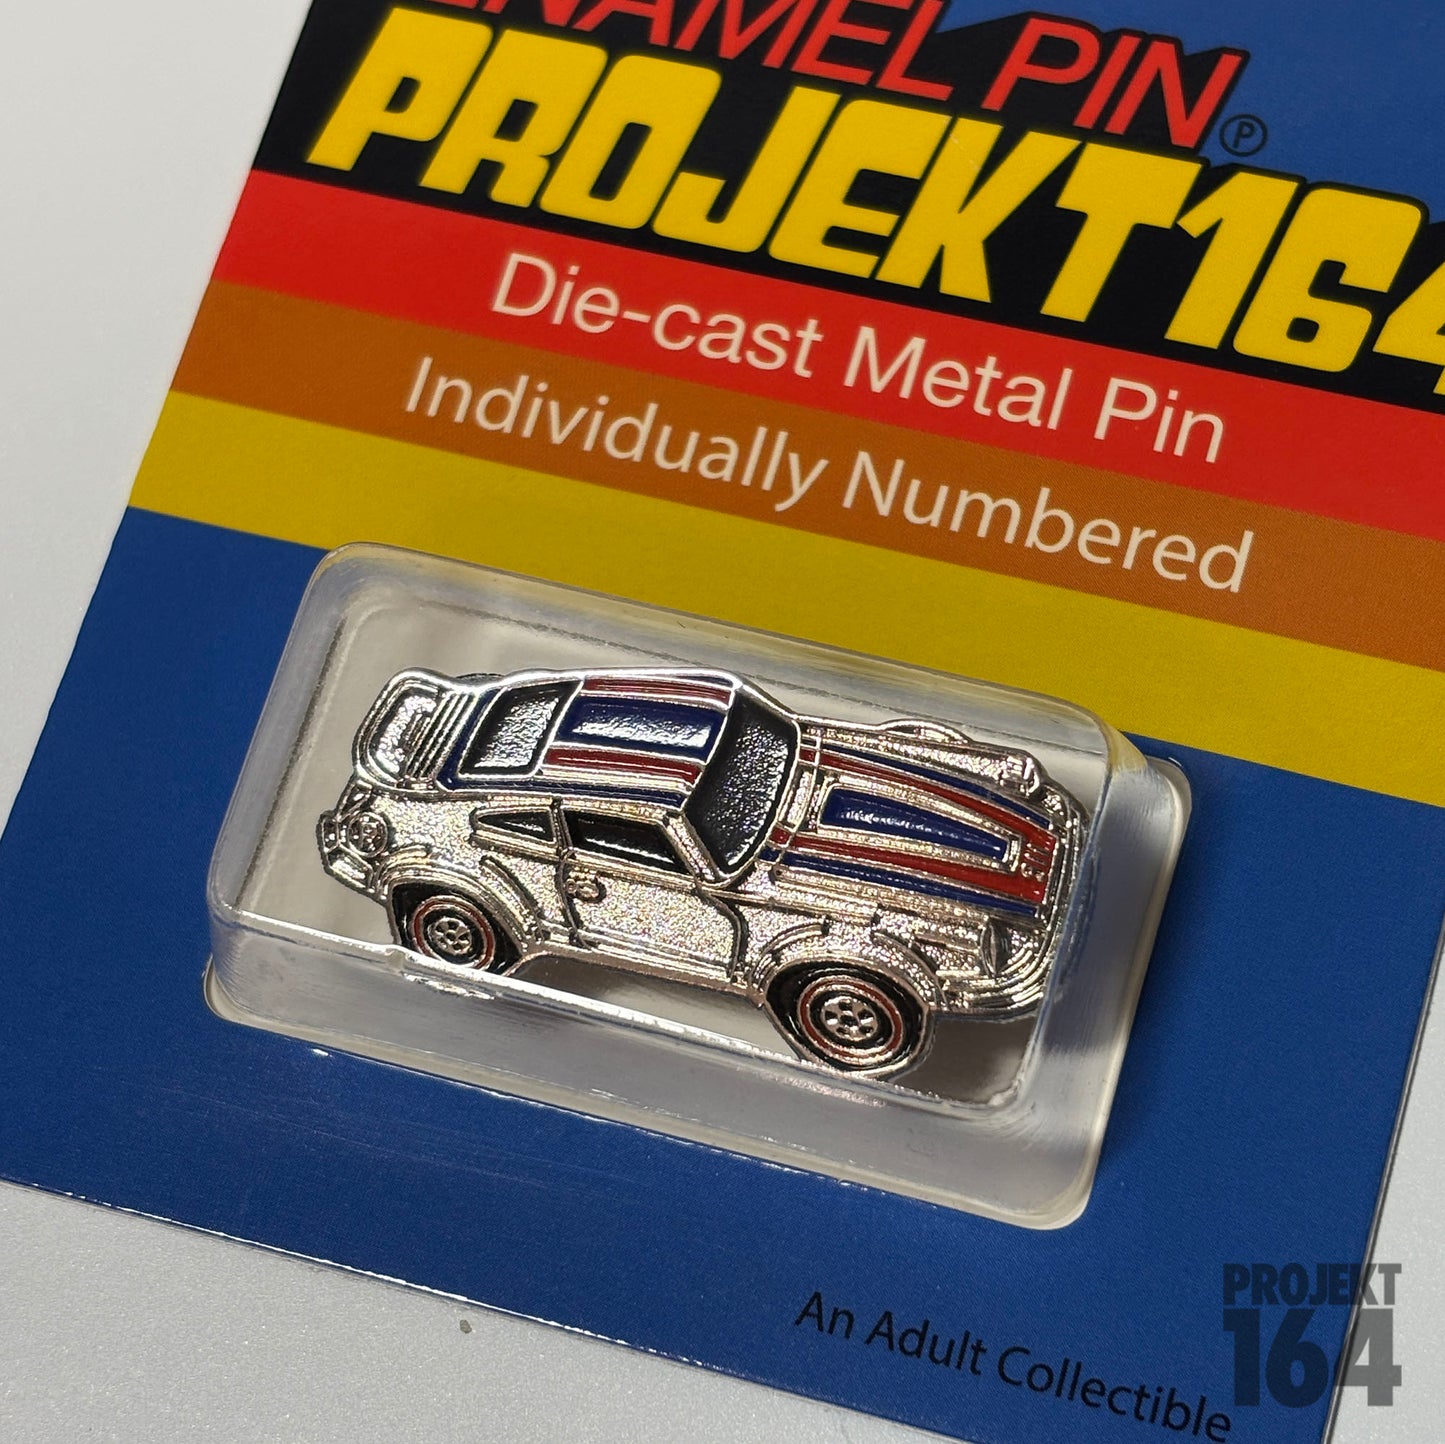 ENAMEL PIN
℗
PROJEKT164
Die-cast Metal Pin
Individually Numbered
An Adult Collectible
PROJEKT
164